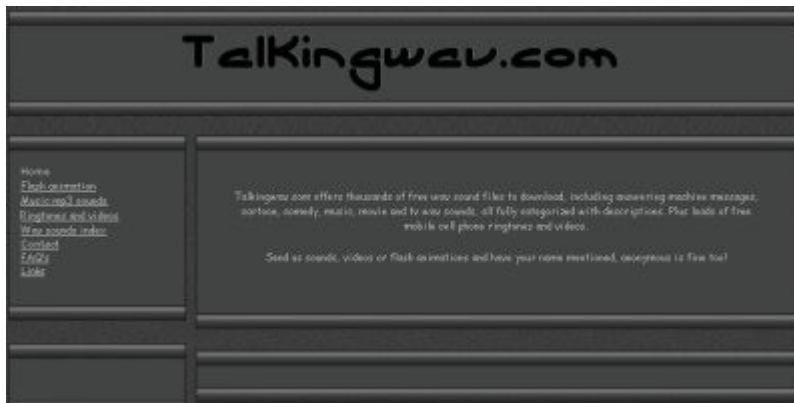 Talkingwav.com
Home
Flash animation
Music mp3 sounds
Ringtones and videos
Wav sounds index
Contact
FAQ's
Links
Talkingwav.com offers thousands of free wav sound files to download, including answering machine messages,
cartoon, comedy, music, movie and tv wav sounds, all fully categorized with descriptions. Plus loads of free
mobile cell phone ringtones and videos.
Send us sounds, videos or flash animations and have your name mentioned, anonymous is fine too!